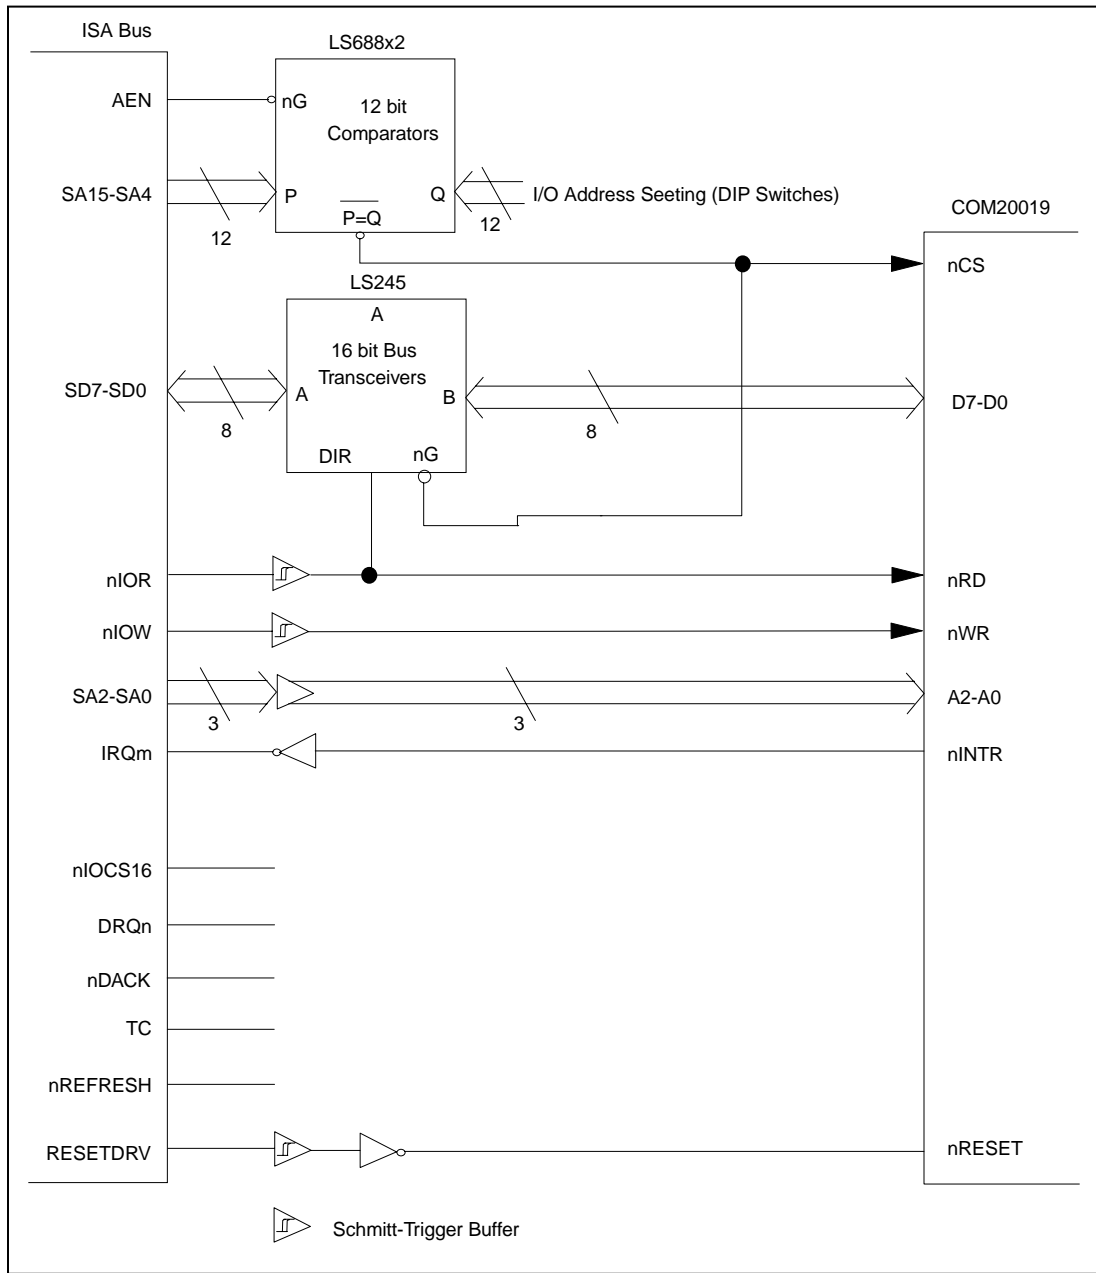 ISA Bus
LS688x2
AEN
nG
12 bit
Comparators
SA15-SA4
P
Q
I/O Address Seeting (DIP Switches)
P=Q
12
12
COM20019
nCS
LS245
A
16 bit Bus
Transceivers
SD7-SD0
A
B
D7-D0
8
8
DIR
nG
nIOR
nRD
nIOW
nWR
SA2-SA0
A2-A0
3
3
IRQm
nINTR
nIOCS16
DRQn
nDACK
TC
nREFRESH
RESETDRV
nRESET
Schmitt-Trigger Buffer